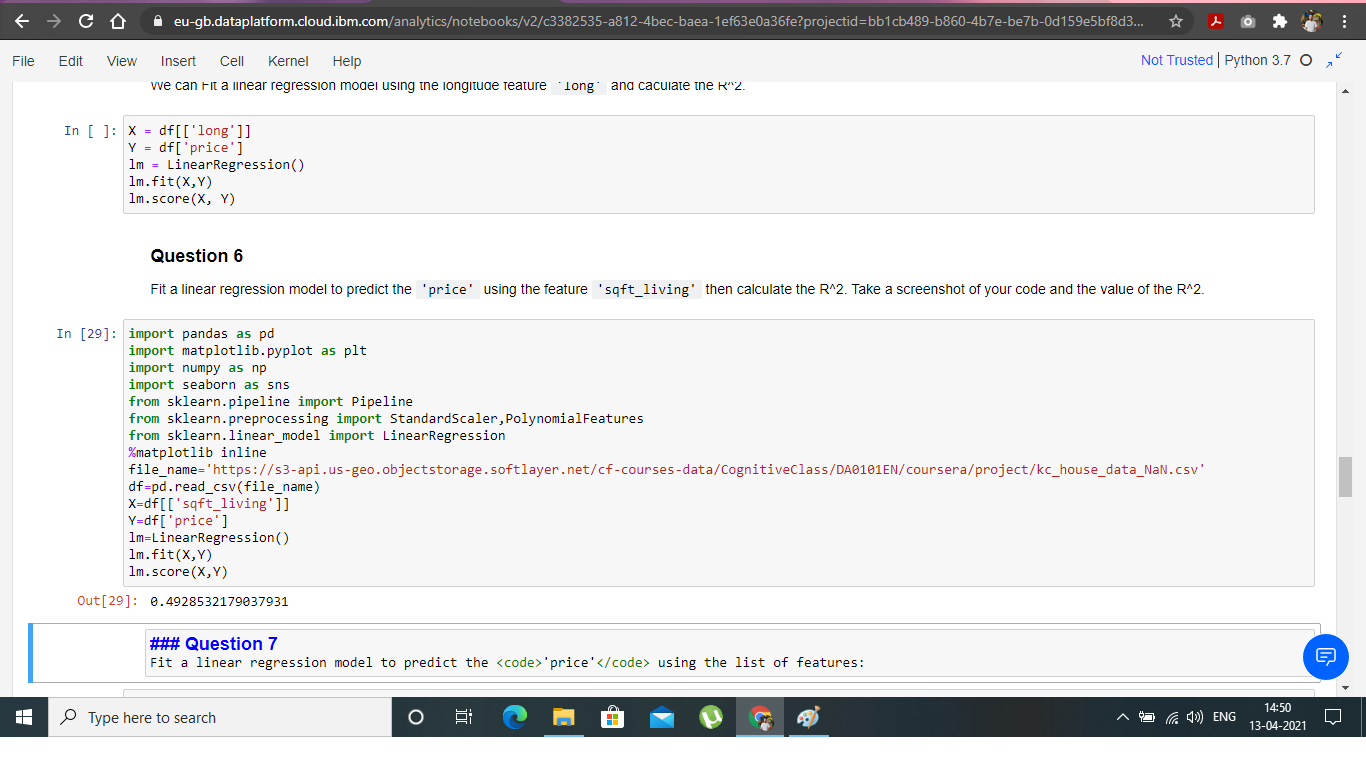 eu-gb.dataplatform.cloud.ibm.com/analytics/notebooks/v2/c3382535-a812-4bec-baea-1ef63e0a36fe?projectid=bb1cb489-b860-4b7e-be7b-0d159e5bf8d3...
File Edit View Insert Cell Kernel Help Not Trusted | Python 3.7
We can Fit a linear regression model using the longitude feature 'long' and caculate the R^2.
In [ ]: X = df[['long']]
Y = df['price']
lm = LinearRegression()
lm.fit(X,Y)
lm.score(X, Y)
Question 6
Fit a linear regression model to predict the 'price' using the feature 'sqft_living' then calculate the R^2. Take a screenshot of your code and the value of the R^2.
In [29]: import pandas as pd
import matplotlib.pyplot as plt
import numpy as np
import seaborn as sns
from sklearn.pipeline import Pipeline
from sklearn.preprocessing import StandardScaler,PolynomialFeatures
from sklearn.linear_model import LinearRegression
%matplotlib inline
file_name='https://s3-api.us-geo.objectstorage.softlayer.net/cf-courses-data/CognitiveClass/DA0101EN/coursera/project/kc_house_data_NaN.csv'
df=pd.read_csv(file_name)
X=df[['sqft_living']]
Y=df['price']
lm=LinearRegression()
lm.fit(X,Y)
lm.score(X,Y)
Out[29]: 0.4928532179037931
### Question 7
Fit a linear regression model to predict the <code>'price'</code> using the list of features:
Type here to search
ENG
14:50
13-04-2021